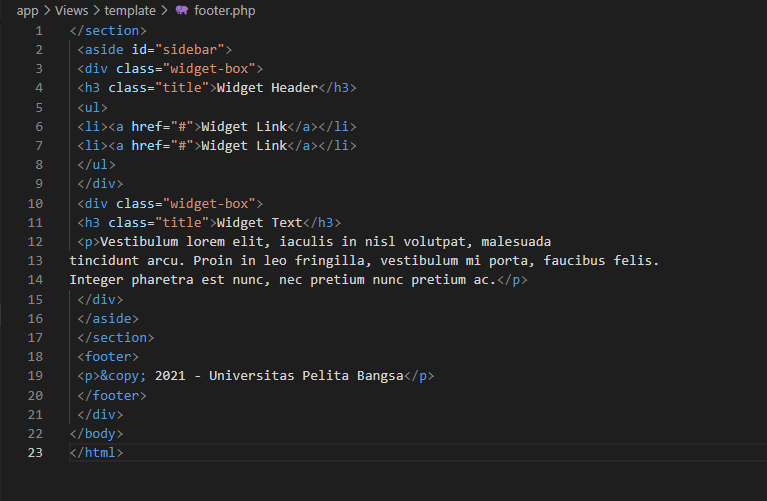 app > Views > template > footer.php
1 </section>
2 <aside id="sidebar">
3 <div class="widget-box">
4 <h3 class="title">Widget Header</h3>
5 <ul>
6 <li><a href="#">Widget Link</a></li>
7 <li><a href="#">Widget Link</a></li>
8 </ul>
9 </div>
10 <div class="widget-box">
11 <h3 class="title">Widget Text</h3>
12 <p>Vestibulum lorem elit, iaculis in nisl volutpat, malesuada
13 tincidunt arcu. Proin in leo fringilla, vestibulum mi porta, faucibus felis.
14 Integer pharetra est nunc, nec pretium nunc pretium ac.</p>
15 </div>
16 </aside>
17 </section>
18 <footer>
19 <p>&copy; 2021 - Universitas Pelita Bangsa</p>
20 </footer>
21 </div>
22 </body>
23 </html>